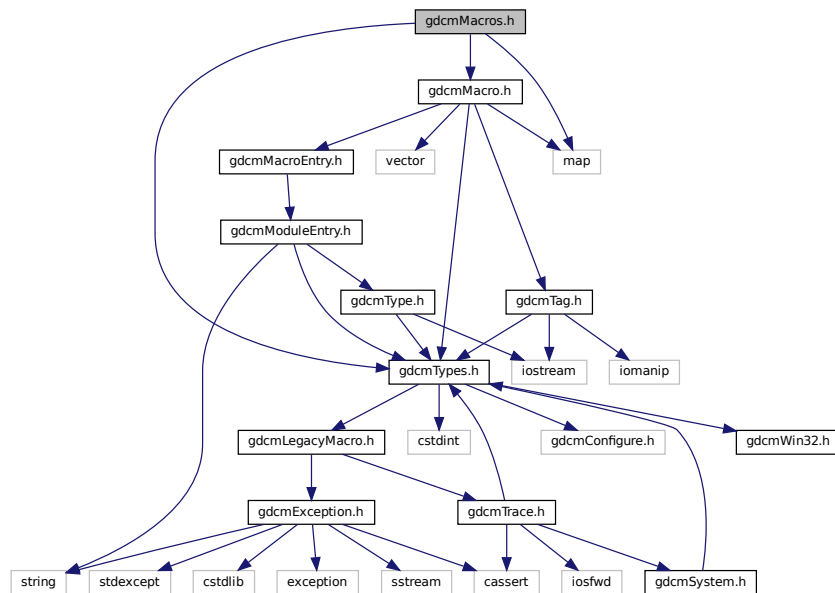 gdcmMacros.h
gdcmMacro.h
gdcmMacroEntry.h
vector
map
gdcmModuleEntry.h
gdcmType.h
gdcmTag.h
gdcmTypes.h
iostream
iomanip
gdcmLegacyMacro.h
cstdint
gdcmConfigure.h
gdcmWin32.h
gdcmException.h
gdcmTrace.h
string
stdexcept
cstdlib
exception
sstream
cassert
iosfwd
gdcmSystem.h